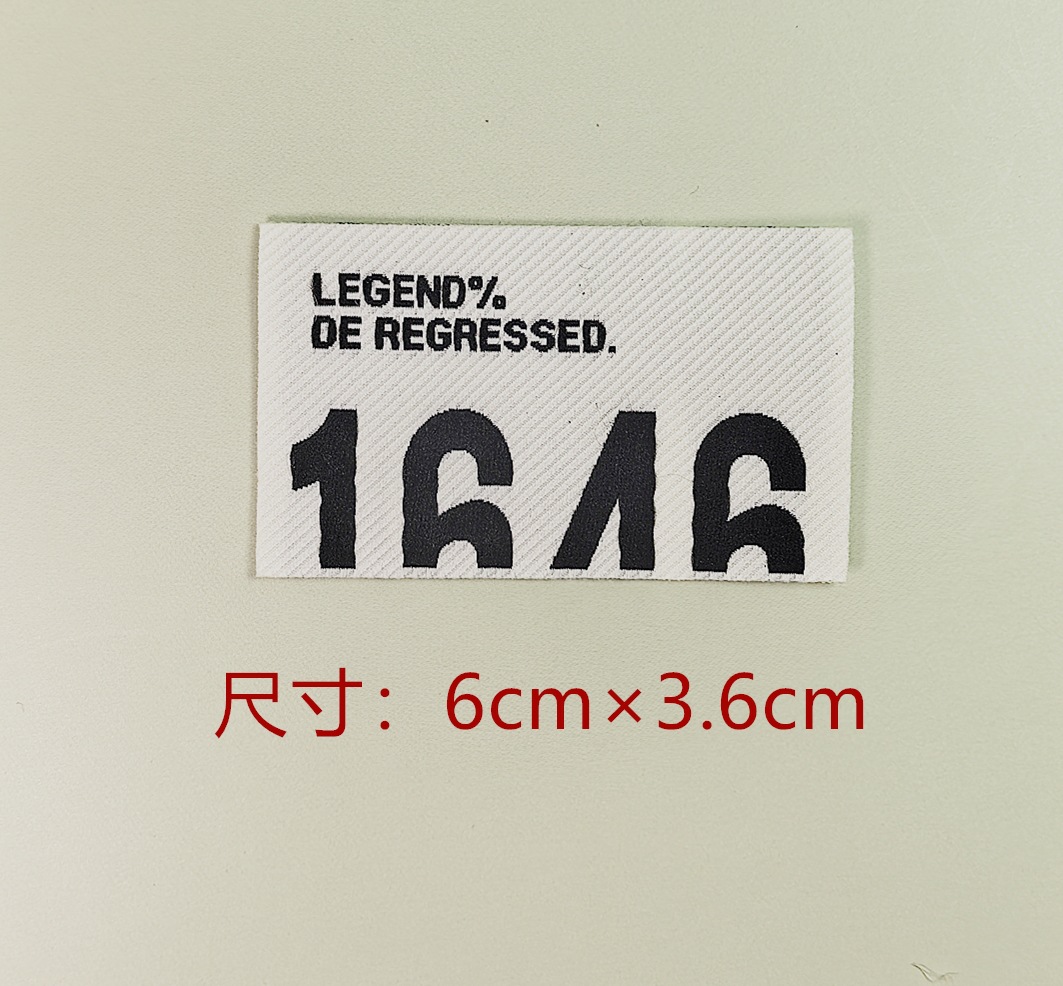 LEGEND%
DE REGRESSED.
1646
尺寸：6cm×3.6cm